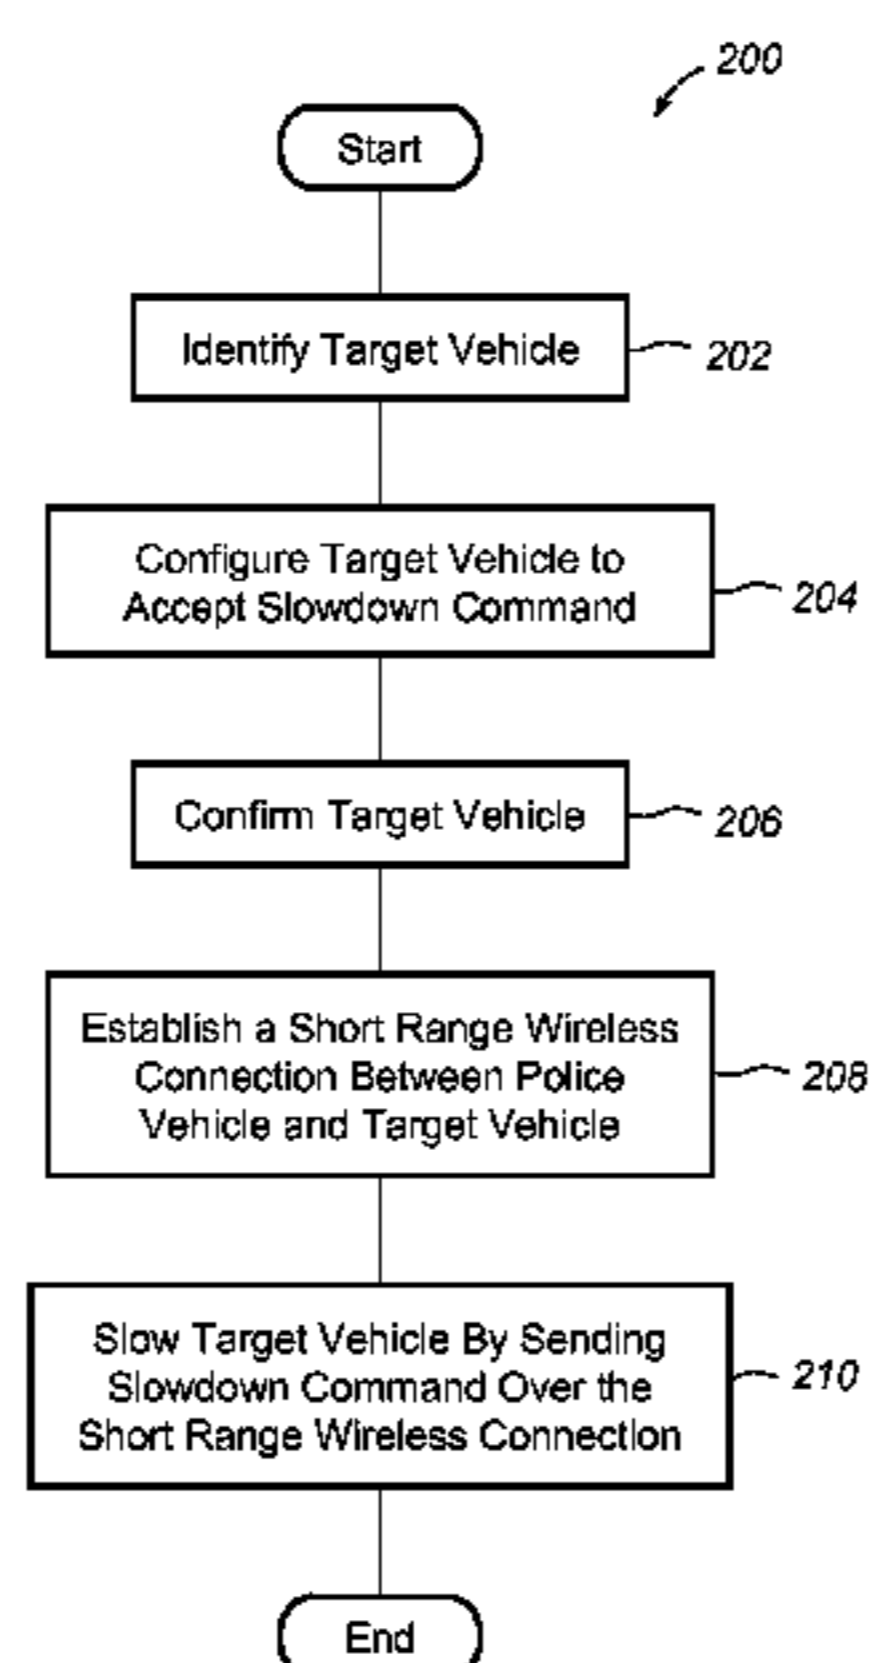 200
Start
Identify Target Vehicle
202
Configure Target Vehicle to
Accept Slowdown Command
204
Confirm Target Vehicle
206
Establish a Short Range Wireless
Connection Between Police
Vehicle and Target Vehicle
208
Slow Target Vehicle By Sending
Slowdown Command Over the
Short Range Wireless Connection
210
End